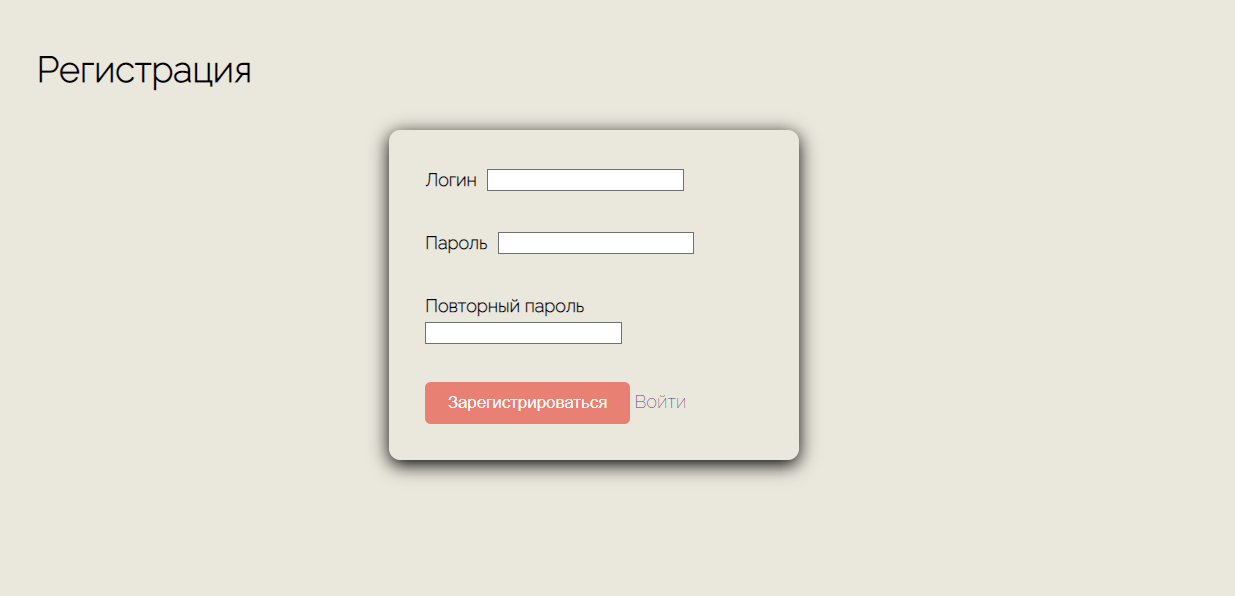 Регистрация
Логин
Пароль
Повторный пароль
Зарегистрироваться Войти